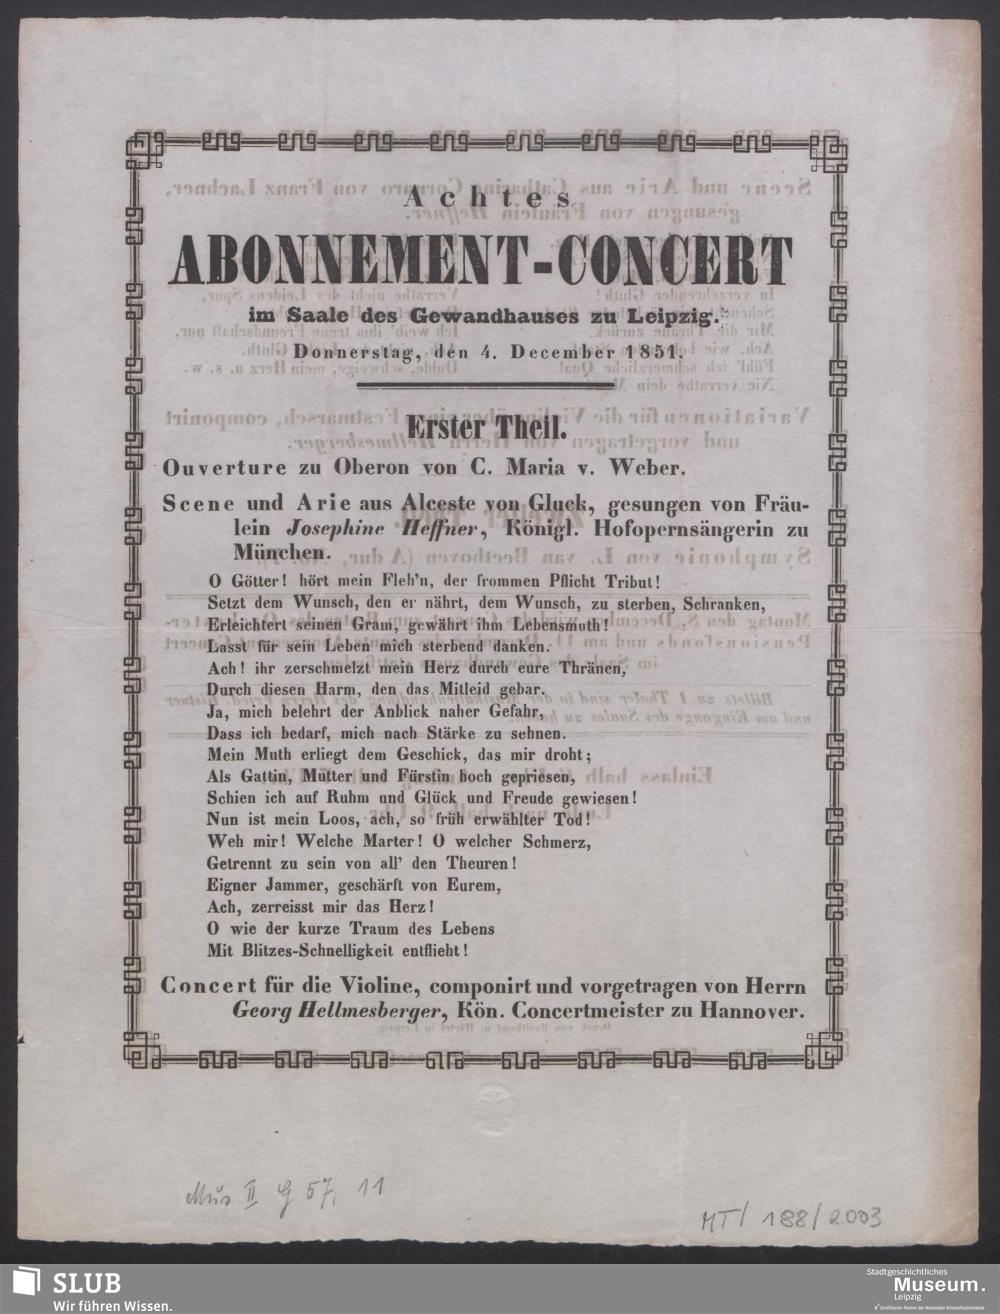 Achtes
ABONNEMENT-CONCERT
im Saale des Gewandhauses zu Leipzig.
Donnerstag, den 4. December 1851.
Erster Theil.
Ouverture zu Oberon von C. Maria v. Weber.
Scene und Arie aus Alceste von Gluck, gesungen von Fräu-
lein Josephine Heffner, Königl. Hofopernsängerin zu
München.
O Götter! hört mein Fleh'n, der frommen Pflicht Tribut!
Setzt dem Wunsch, den er nährt, dem Wunsch, zu sterben, Schranken,
Erleichtert seinen Gram, gewährt ihm Lebensmuth!
Lasst für sein Leben mich sterbend danken.
Ach! ihr zerschmelzt mein Herz durch eure Thränen,
Durch diesen Harm, den das Mitleid gebar.
Ja, mich belehrt der Anblick naher Gefahr,
Dass ich bedarf, mich nach Stärke zu sehnen.
Mein Muth erliegt dem Geschick, das mir droht;
Als Gattin, Mutter und Fürstin hoch gepriesen,
Schien ich auf Ruhm und Glück und Freude gewiesen!
Nun ist mein Loos, ach, so früh erwählter Tod!
Weh mir! Welche Marter! O welcher Schmerz,
Getrennt zu sein von all' den Theuren!
Eigner Jammer, geschärft von Eurem,
Ach, zerreisst mir das Herz!
O wie der kurze Traum des Lebens
Mit Blitzes-Schnelligkeit entflieht!
Concert für die Violine, componirt und vorgetragen von Herrn
Georg Hellmesberger, Kön. Concertmeister zu Hannover.
Mus II G 57, 11
MT/ 188/2003
SLUB
Wir führen Wissen.
Stadtgeschichtliches
Museum.
Leipzig
✓ Zertifizierter Partner der Nationalen Klimaschutzinitiative